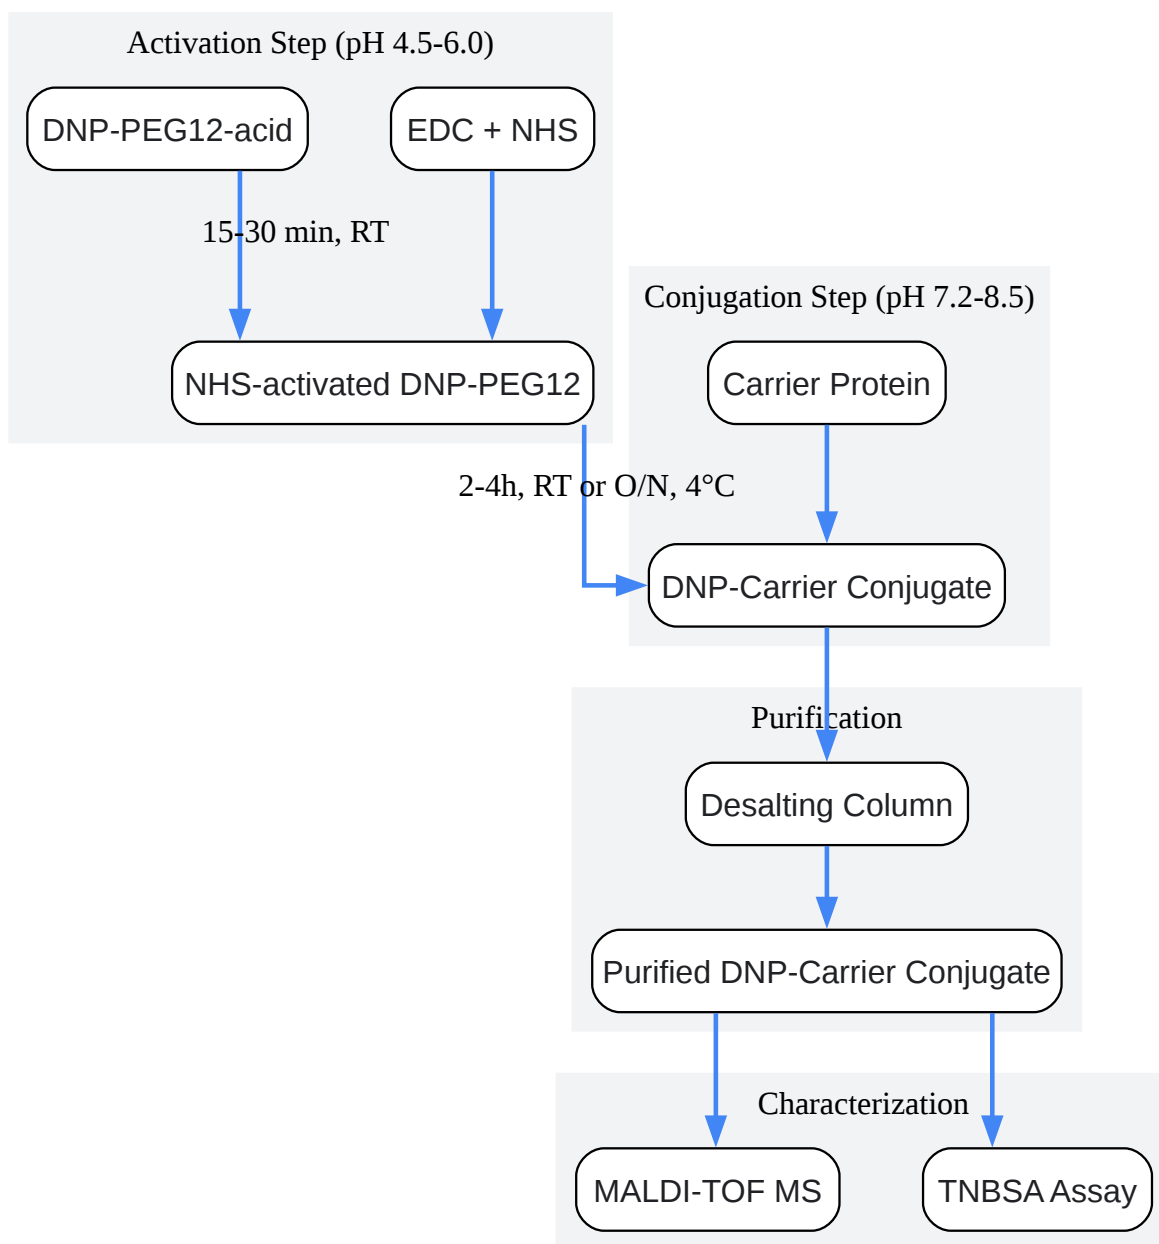 Activation Step (pH 4.5-6.0)
DNP-PEG12-acid
EDC + NHS
15-30 min, RT
NHS-activated DNP-PEG12
Conjugation Step (pH 7.2-8.5)
Carrier Protein
2-4h, RT or O/N, 4°C
DNP-Carrier Conjugate
Purification
Desalting Column
Purified DNP-Carrier Conjugate
Characterization
MALDI-TOF MS
TNBSA Assay